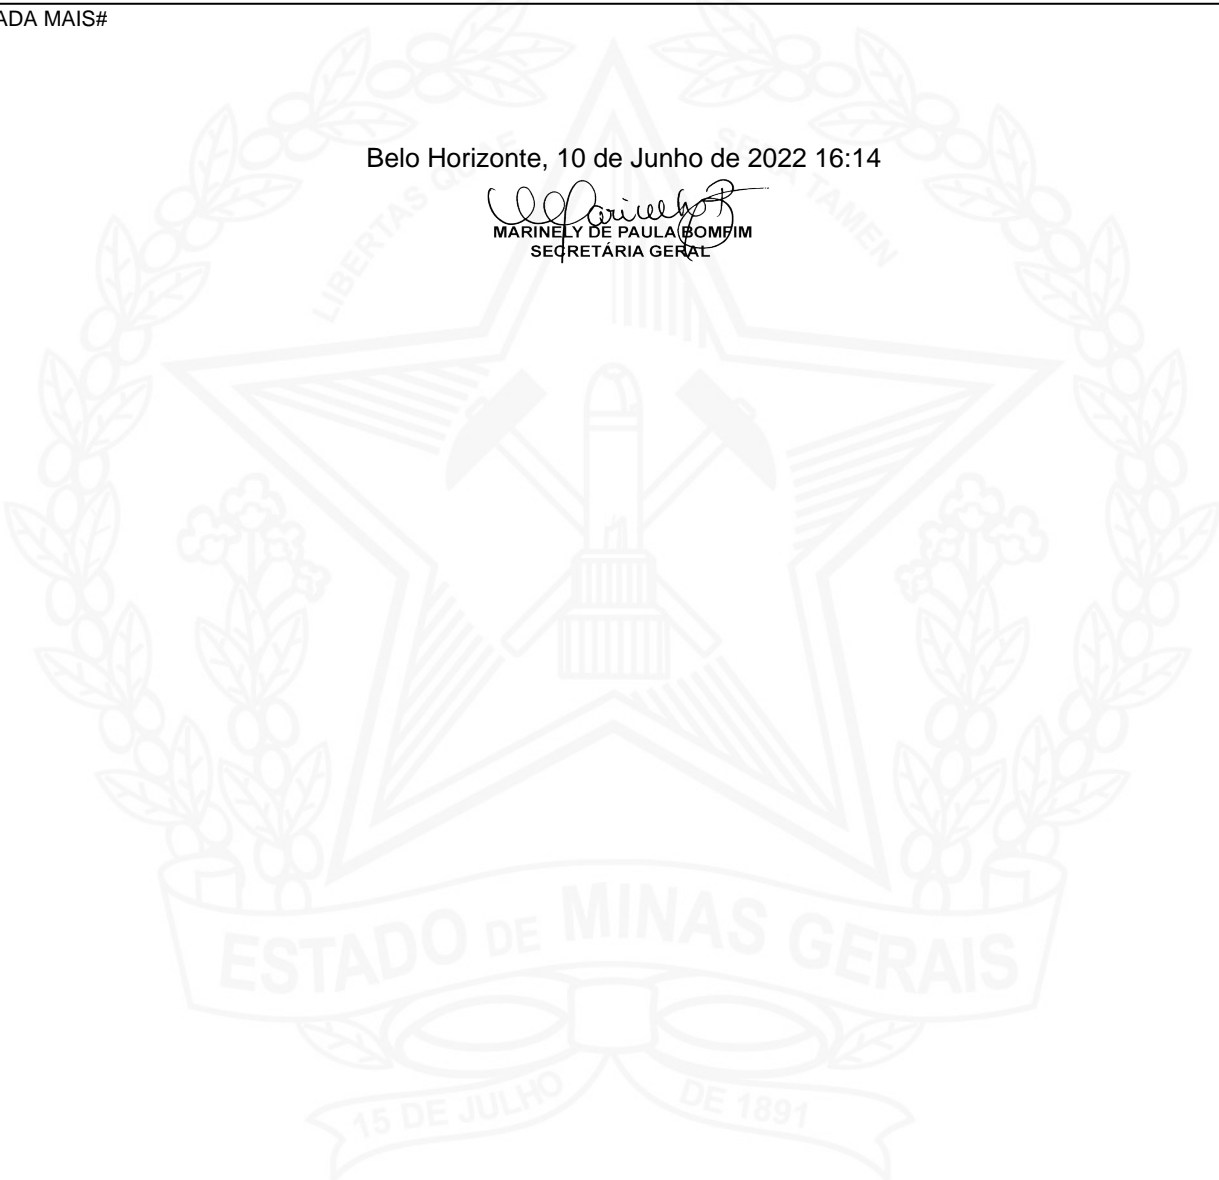 ADA MAIS#
Belo Horizonte, 10 de Junho de 2022 16:14
MARINELY DE PAULA BOMFIM
SECRETÁRIA GERAL
LIBERTAS QUAE SERA TAMEN
ESTADO DE MINAS GERAIS
15 DE JULHO DE 1891